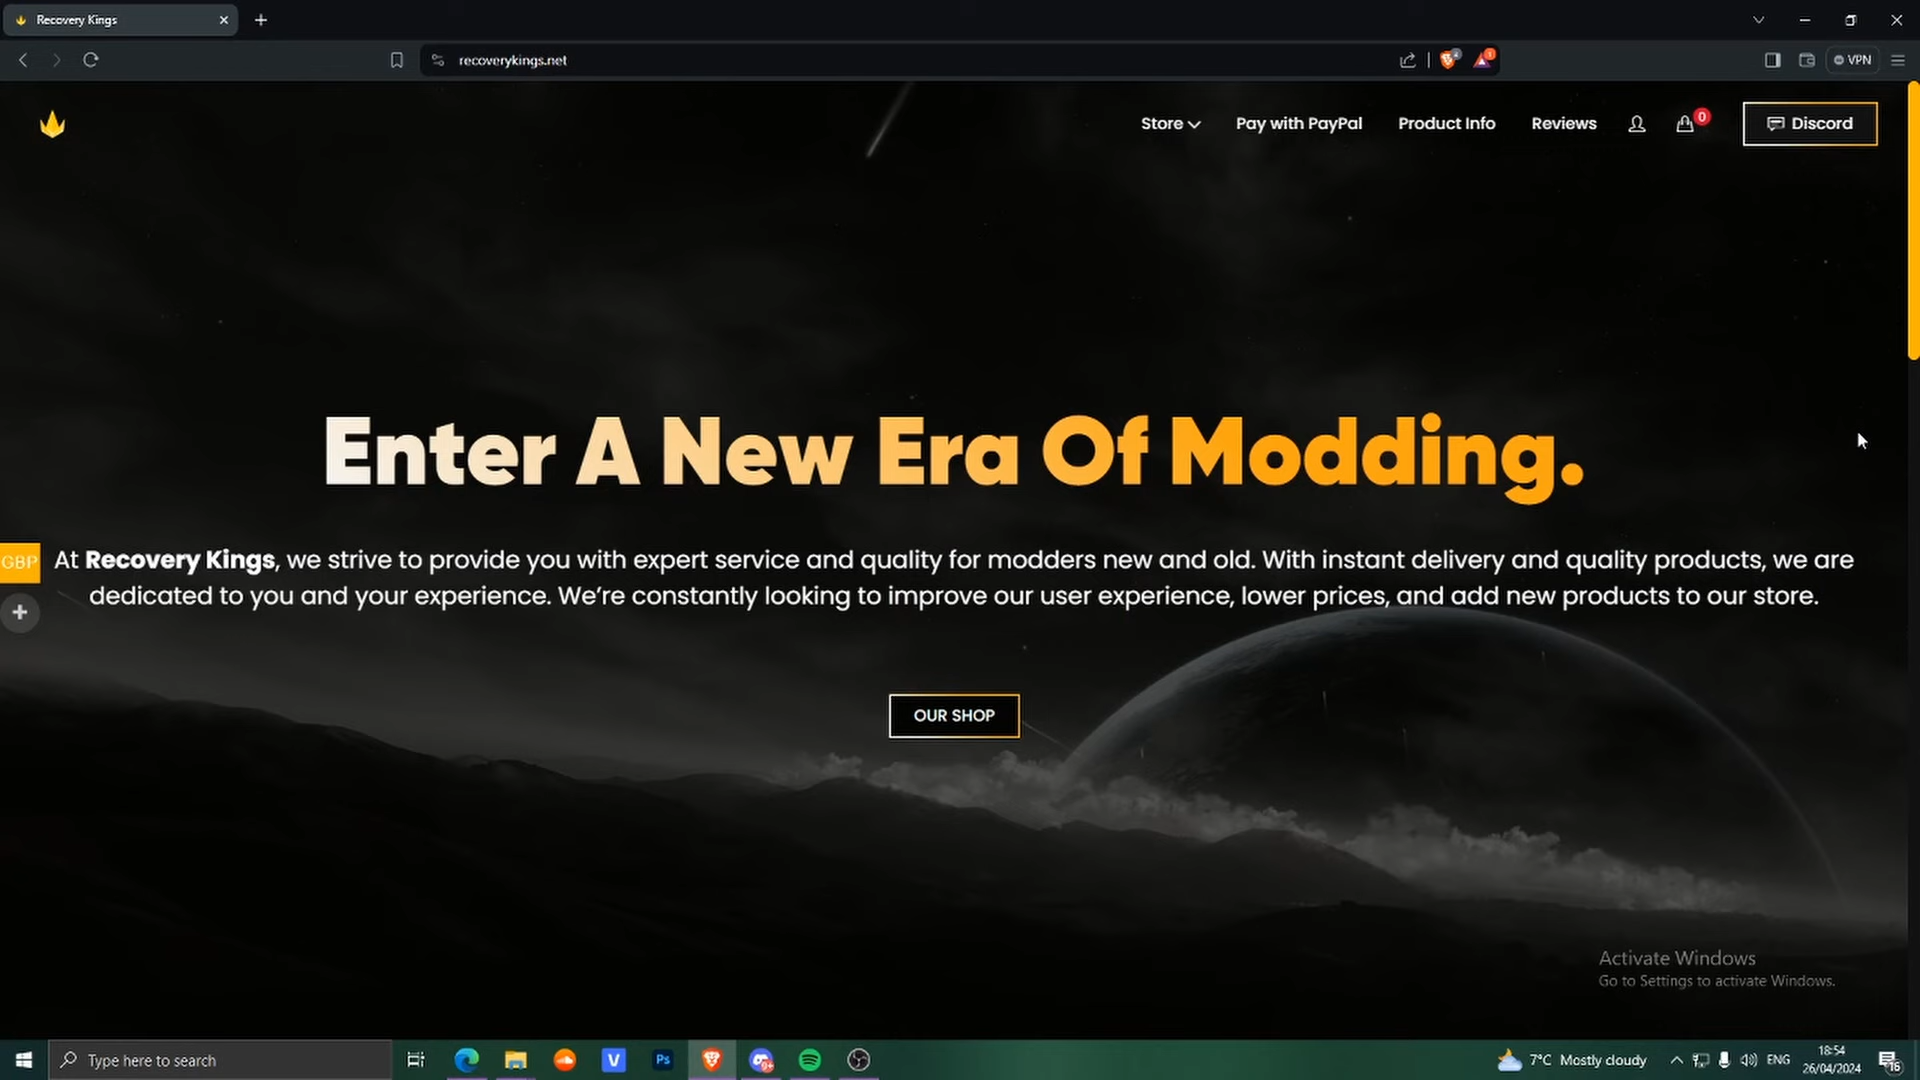 Recovery Kings
recoverykings.net
VPN
Store
Pay with PayPal
Product Info
Reviews
0
Discord
Enter A New Era Of Modding.
GBP
At Recovery Kings, we strive to provide you with expert service and quality for modders new and old. With instant delivery and quality products, we are
dedicated to you and your experience. We’re constantly looking to improve our user experience, lower prices, and add new products to our store.
OUR SHOP
Activate Windows
Go to Settings to activate Windows.
Type here to search
V
Ps
7°C Mostly cloudy
ENG
18:54
26/04/2024
16